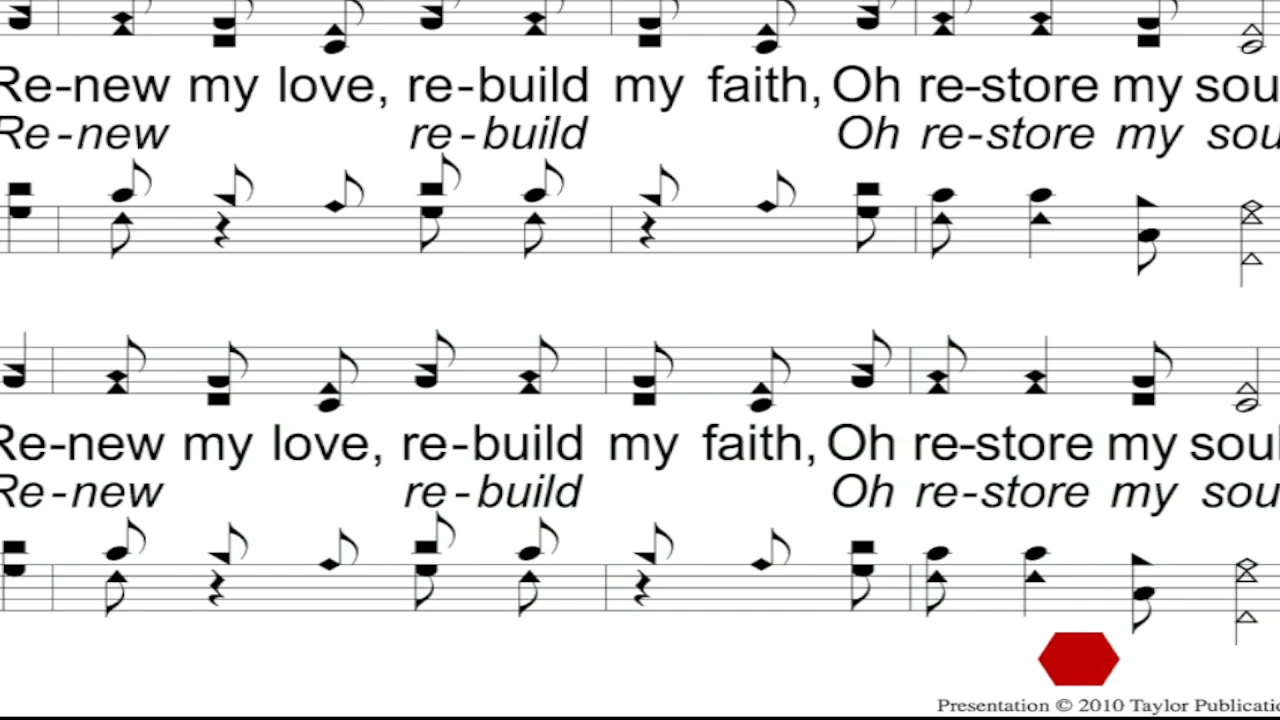 Re-new my love, re-build my faith, Oh re-store my sou
Re-new re-build Oh re-store my sou
Re-new my love, re-build my faith, Oh re-store my soul
Re-new re-build Oh re-store my sou
Presentation © 2010 Taylor Publicatio